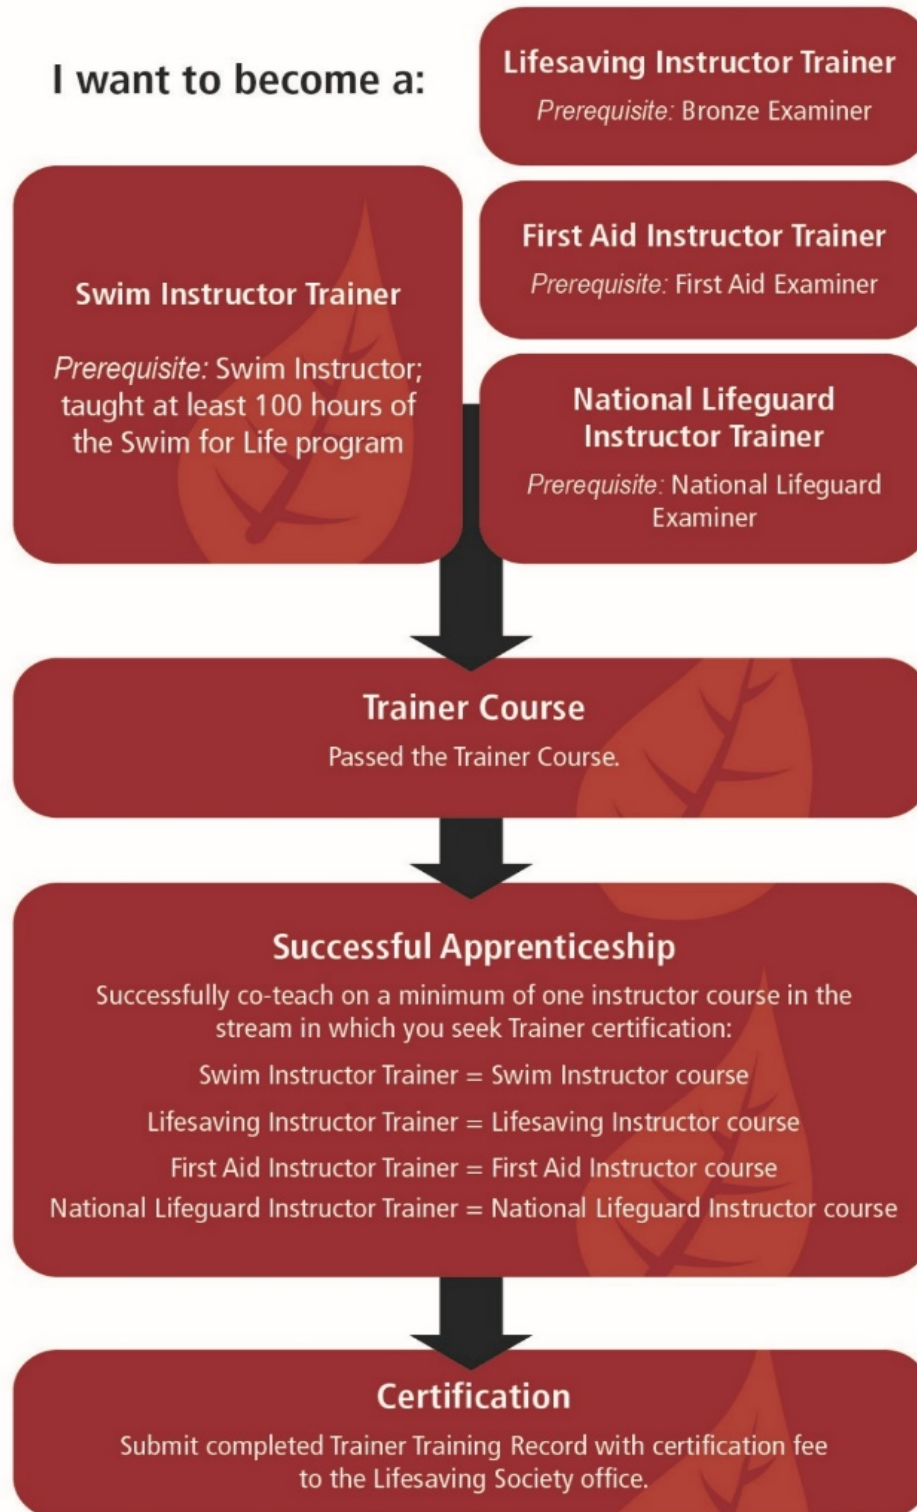 I want to become a:
Lifesaving Instructor Trainer
Prerequisite: Bronze Examiner
First Aid Instructor Trainer
Prerequisite: First Aid Examiner
Swim Instructor Trainer
Prerequisite: Swim Instructor;
taught at least 100 hours of
the Swim for Life program
National Lifeguard
Instructor Trainer
Prerequisite: National Lifeguard
Examiner
Trainer Course
Passed the Trainer Course.
Successful Apprenticeship
Successfully co-teach on a minimum of one instructor course in the
stream in which you seek Trainer certification:
Swim Instructor Trainer = Swim Instructor course
Lifesaving Instructor Trainer = Lifesaving Instructor course
First Aid Instructor Trainer = First Aid Instructor course
National Lifeguard Instructor Trainer = National Lifeguard Instructor course
Certification
Submit completed Trainer Training Record with certification fee
to the Lifesaving Society office.